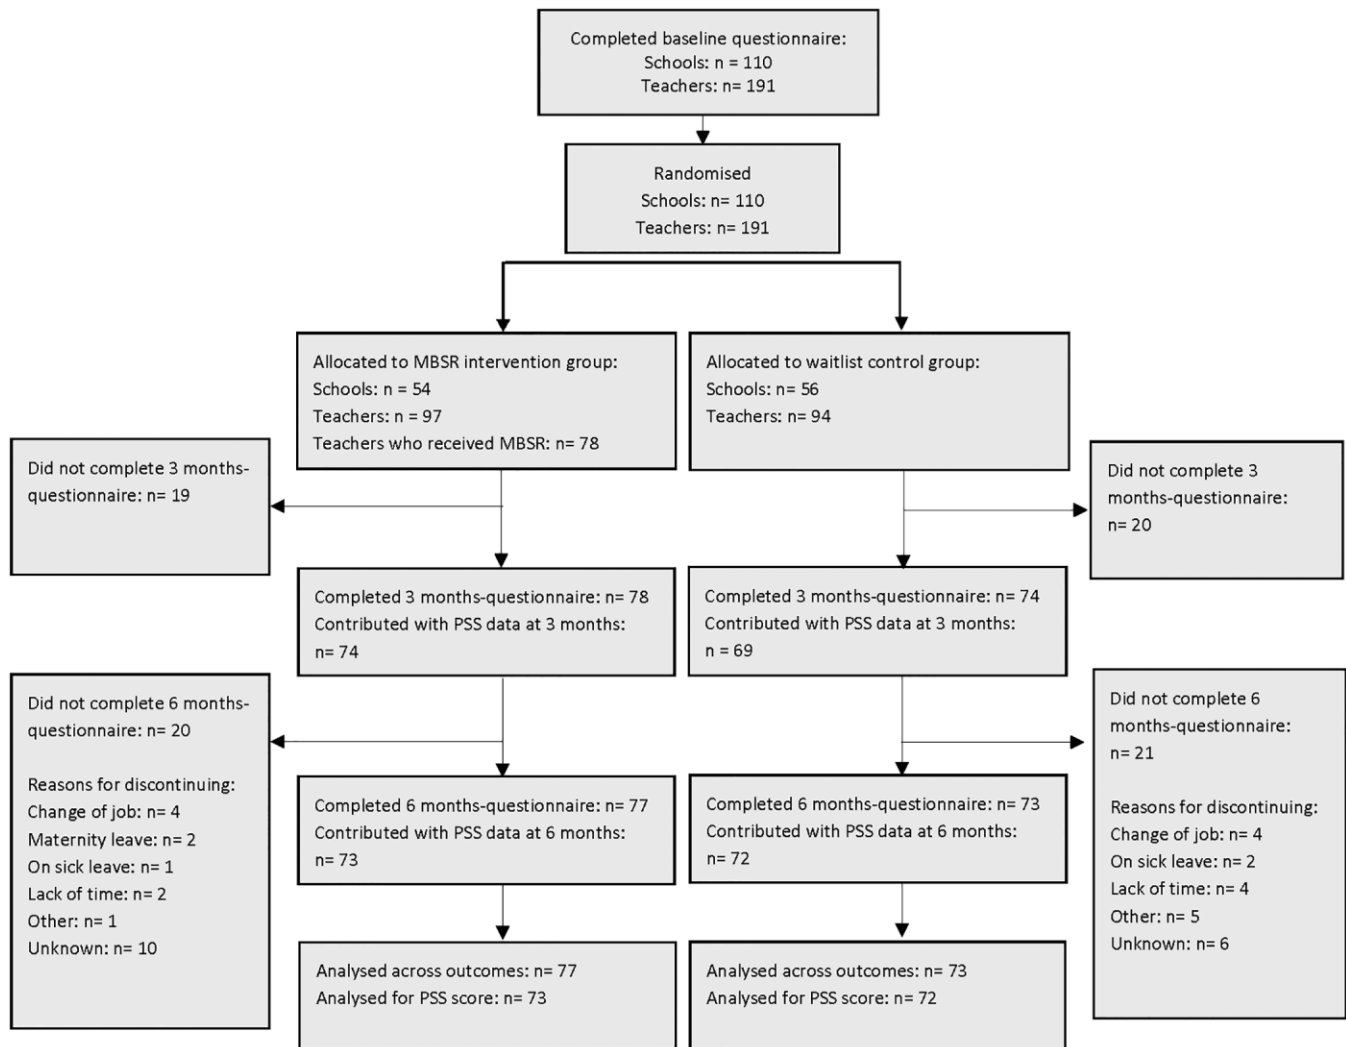 Completed baseline questionnaire:
Schools: n = 110
Teachers: n= 191
Randomised
Schools: n= 110
Teachers: n= 191
Allocated to MBSR intervention group:
Schools: n = 54
Teachers: n = 97
Teachers who received MBSR: n= 78
Allocated to waitlist control group:
Schools: n= 56
Teachers: n= 94
Did not complete 3 months-
questionnaire: n= 19
Did not complete 3
months-questionnaire:
n= 20
Completed 3 months-questionnaire: n= 78
Contributed with PSS data at 3 months:
n= 74
Completed 3 months-questionnaire: n= 74
Contributed with PSS data at 3 months:
n = 69
Did not complete 6 months-
questionnaire: n= 20
Reasons for discontinuing:
Change of job: n= 4
Maternity leave: n= 2
On sick leave: n= 1
Lack of time: n= 2
Other: n= 1
Unknown: n= 10
Did not complete 6
months-questionnaire:
n= 21
Reasons for discontinuing:
Change of job: n= 4
On sick leave: n= 2
Lack of time: n= 4
Other: n= 5
Unknown: n= 6
Completed 6 months-questionnaire: n= 77
Contributed with PSS data at 6 months:
n= 73
Completed 6 months-questionnaire: n= 73
Contributed with PSS data at 6 months:
n= 72
Analysed across outcomes: n= 77
Analysed for PSS score: n= 73
Analysed across outcomes: n= 73
Analysed for PSS score: n= 72